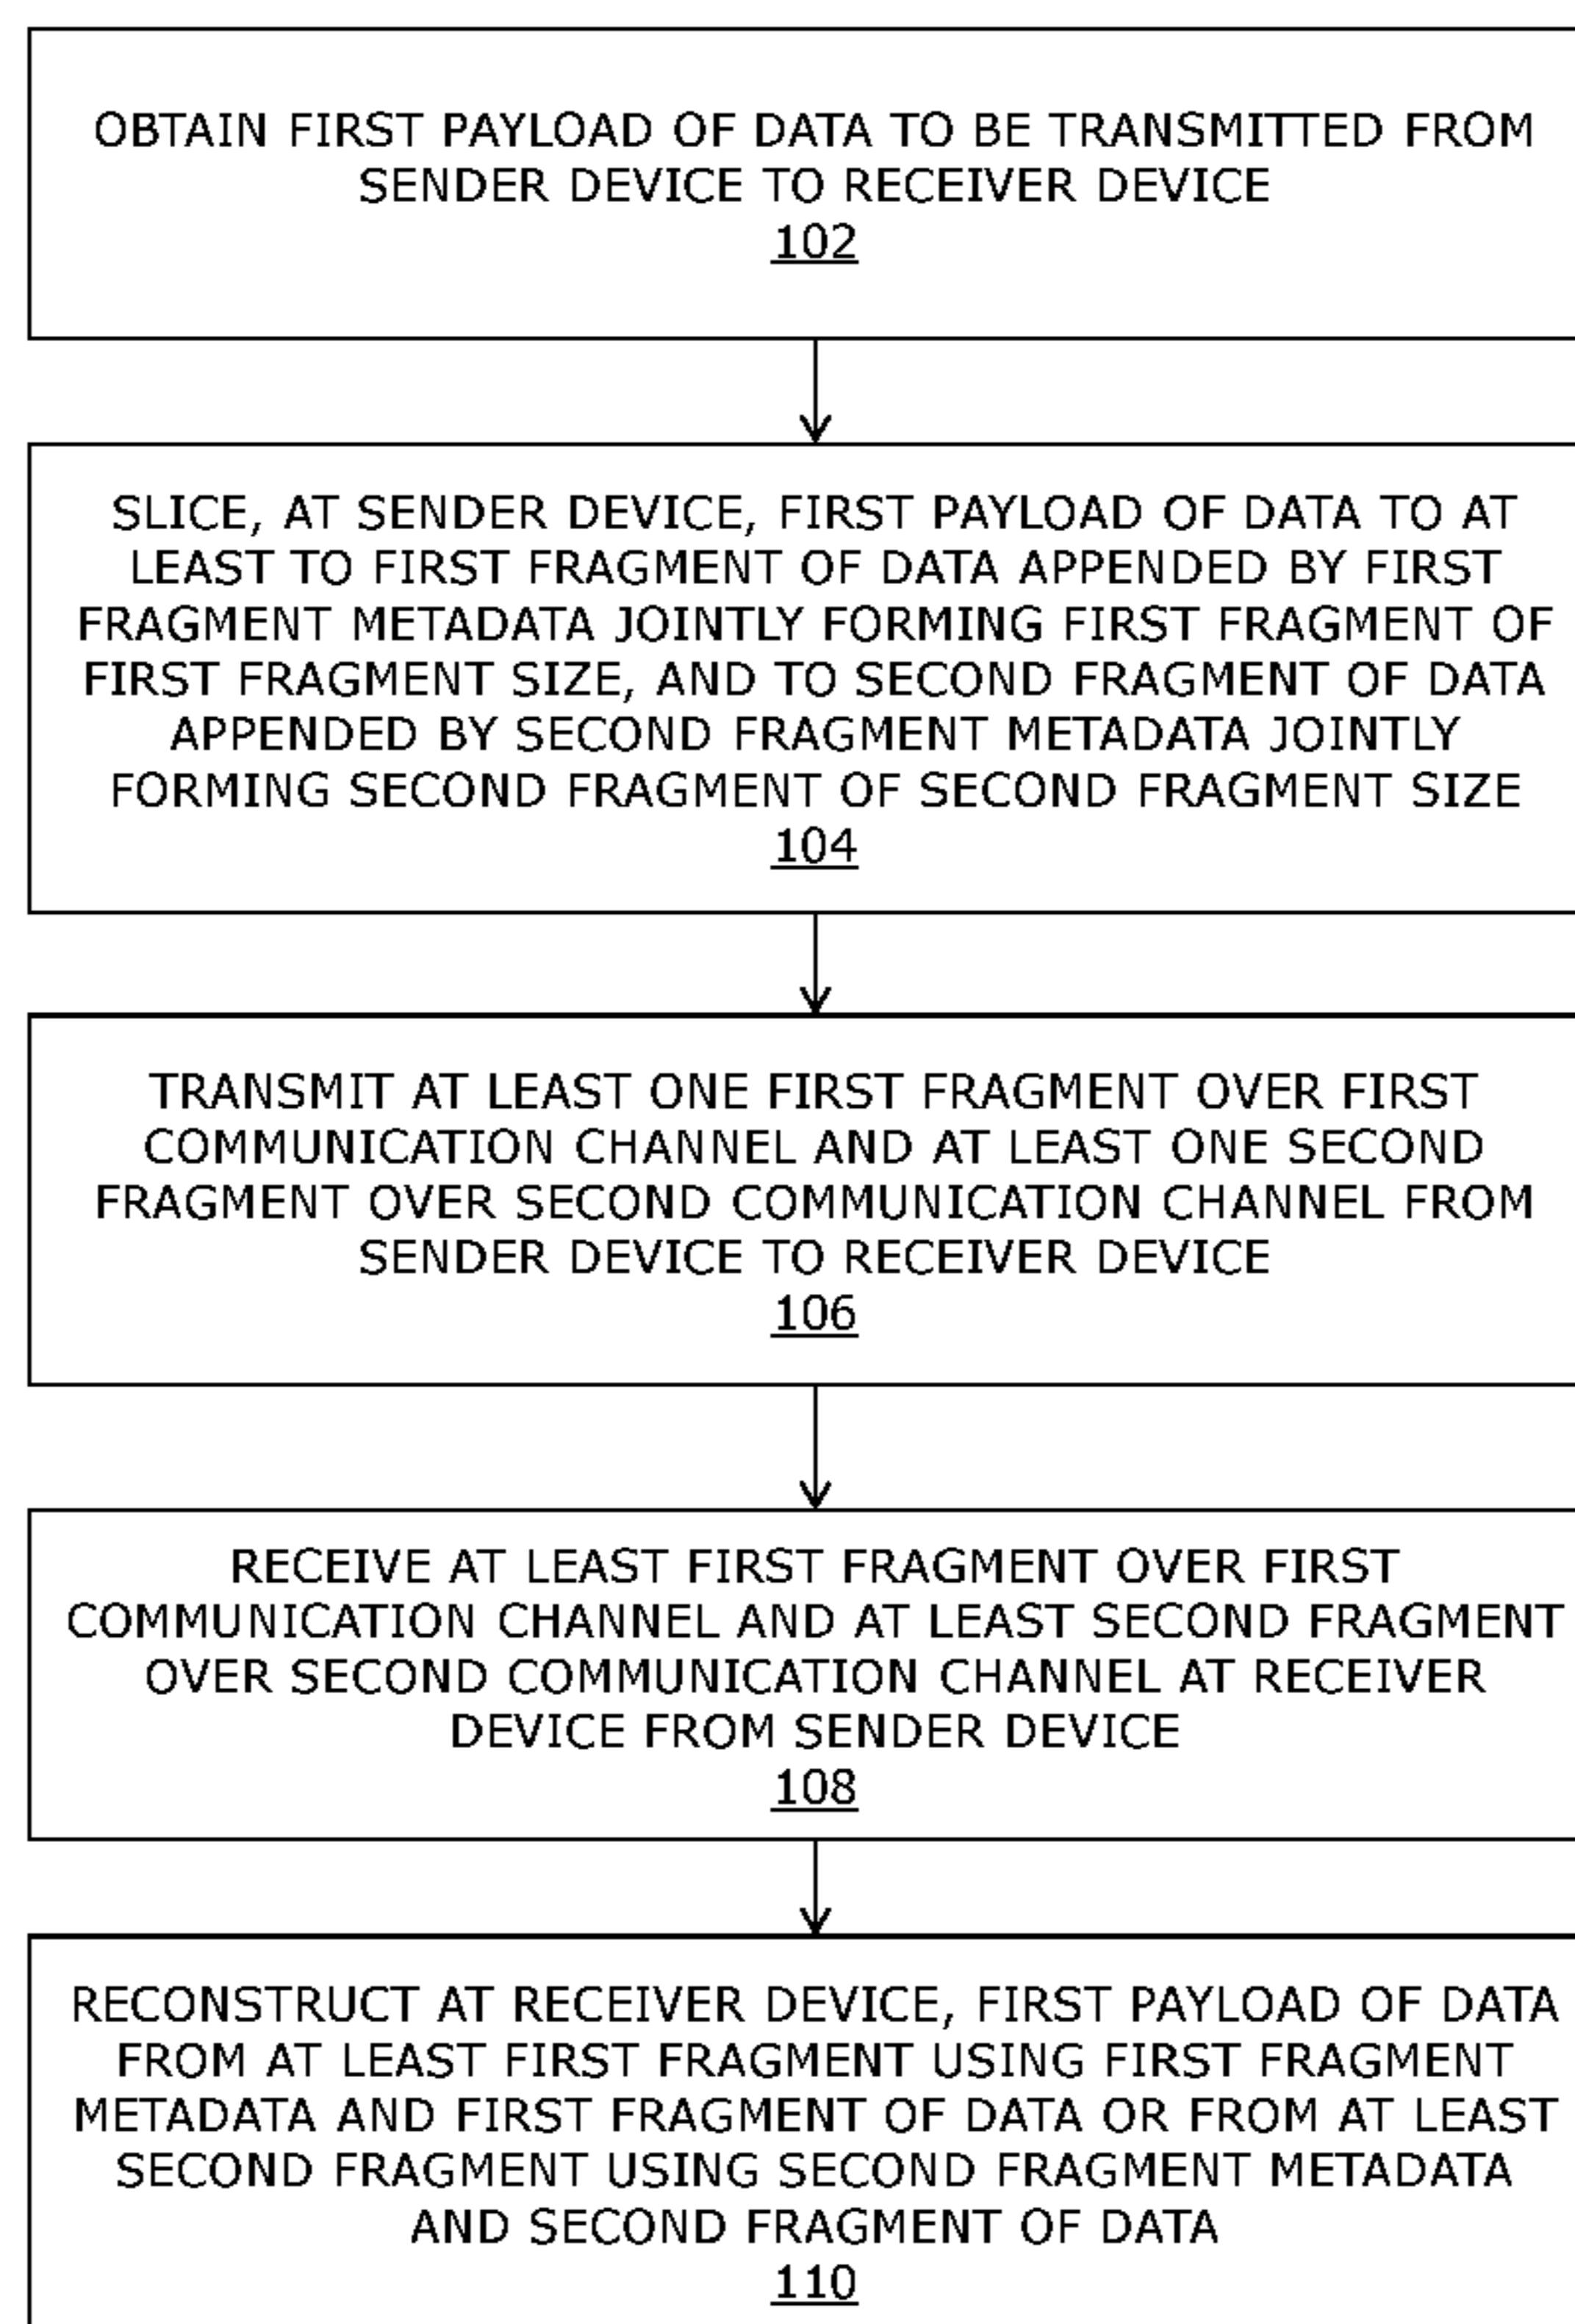 OBTAIN FIRST PAYLOAD OF DATA TO BE TRANSMITTED FROM
SENDER DEVICE TO RECEIVER DEVICE
102
SLICE, AT SENDER DEVICE, FIRST PAYLOAD OF DATA TO AT
LEAST TO FIRST FRAGMENT OF DATA APPENDED BY FIRST
FRAGMENT METADATA JOINTLY FORMING FIRST FRAGMENT OF
FIRST FRAGMENT SIZE, AND TO SECOND FRAGMENT OF DATA
APPENDED BY SECOND FRAGMENT METADATA JOINTLY
FORMING SECOND FRAGMENT OF SECOND FRAGMENT SIZE
104
TRANSMIT AT LEAST ONE FIRST FRAGMENT OVER FIRST
COMMUNICATION CHANNEL AND AT LEAST ONE SECOND
FRAGMENT OVER SECOND COMMUNICATION CHANNEL FROM
SENDER DEVICE TO RECEIVER DEVICE
106
RECEIVE AT LEAST FIRST FRAGMENT OVER FIRST
COMMUNICATION CHANNEL AND AT LEAST SECOND FRAGMENT
OVER SECOND COMMUNICATION CHANNEL AT RECEIVER
DEVICE FROM SENDER DEVICE
108
RECONSTRUCT AT RECEIVER DEVICE, FIRST PAYLOAD OF DATA
FROM AT LEAST FIRST FRAGMENT USING FIRST FRAGMENT
METADATA AND FIRST FRAGMENT OF DATA OR FROM AT LEAST
SECOND FRAGMENT USING SECOND FRAGMENT METADATA
AND SECOND FRAGMENT OF DATA
110